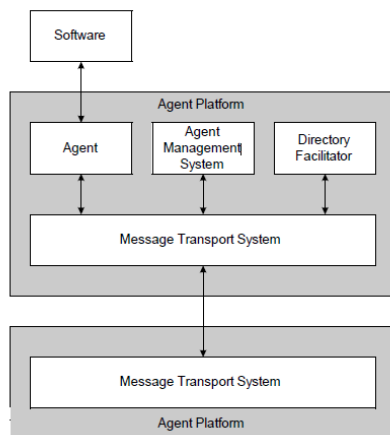 Software
Agent Platform
Agent
Agent
Management
System
Directory
Facilitator
Message Transport System
Message Transport System
Agent Platform